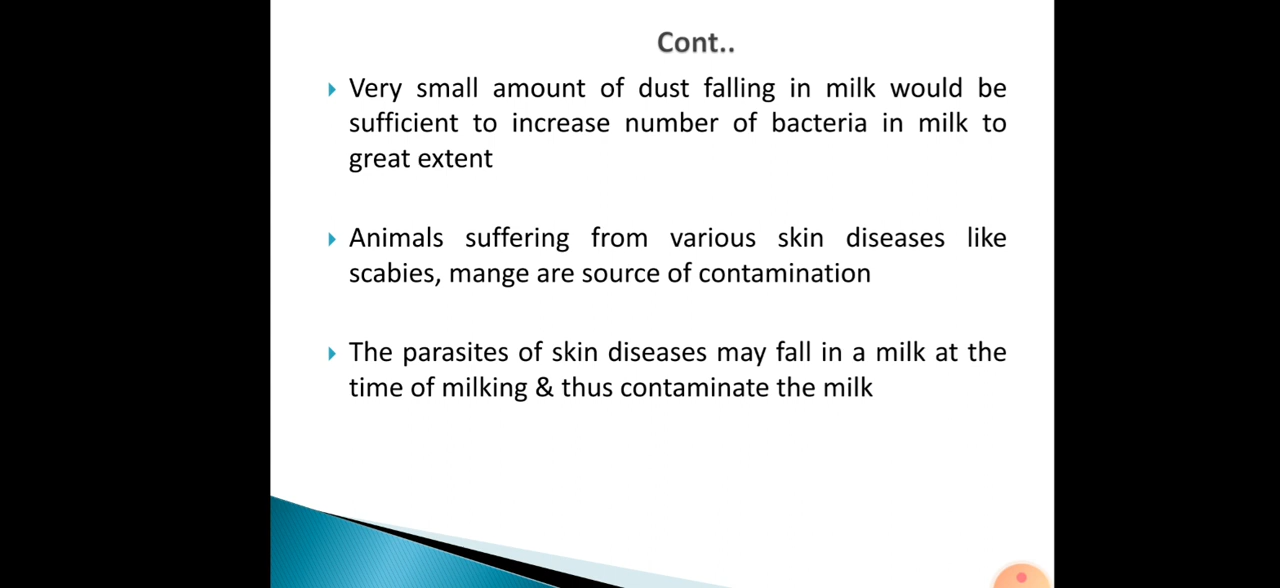 Cont..
Very small amount of dust falling in milk would be
sufficient to increase number of bacteria in milk to
great extent
Animals suffering from various skin diseases like
scabies, mange are source of contamination
The parasites of skin diseases may fall in a milk at the
time of milking & thus contaminate the milk